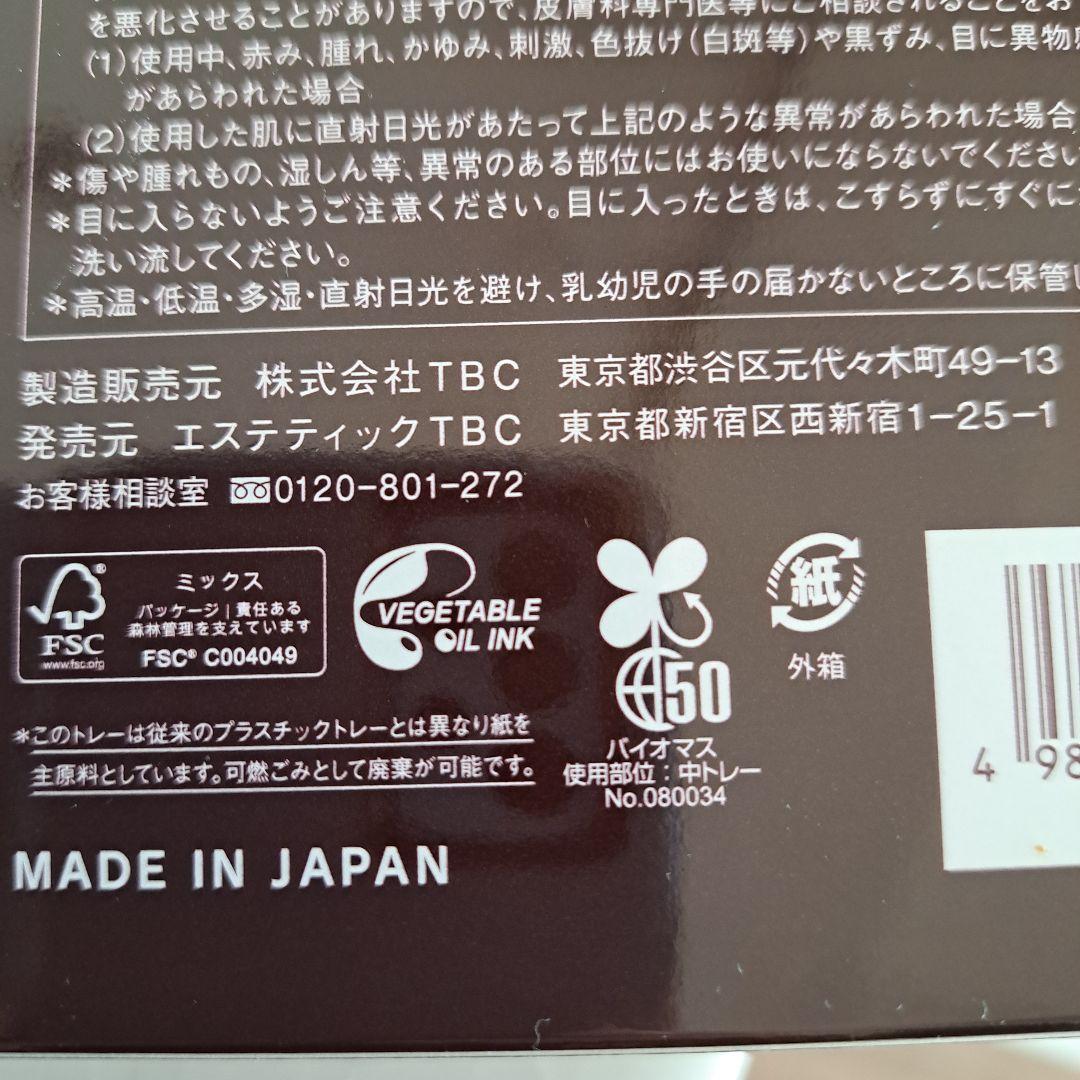 を悪化させることがありますので、皮膚科専門医等にご相談されることをお
(1)使用中、赤み、腫れ、かゆみ、刺激、色抜け(白斑等)や黒ずみ、目に異物
があらわれた場合
(2)使用した肌に直射日光があたって上記のような異常があらわれた場合
*傷や腫れもの、湿しん等、異常のある部位にはお使いにならないでください
*目に入らないようご注意ください。目に入ったときは、こすらずにすぐに
洗い流してください。
*高温・低温・多湿・直射日光を避け、乳幼児の手の届かないところに保管し
製造販売元 株式会社TBC 東京都渋谷区元代々木町49-13
発売元 エステティックTBC 東京都新宿区西新宿1-25-1
お客様相談室 0120-801-272
FSC®
www.fsc.org
ミックス
パッケージ|責任ある
森林管理を支えています
FSC® C004049
VEGETABLE
OIL INK
50
バイオマス
使用部位:中トレー
No.080034
紙
外箱
*このトレーは従来のプラスチックトレーとは異なり紙を
主原料としています。可燃ごみとして廃棄が可能です。
4 98
MADE IN JAPAN